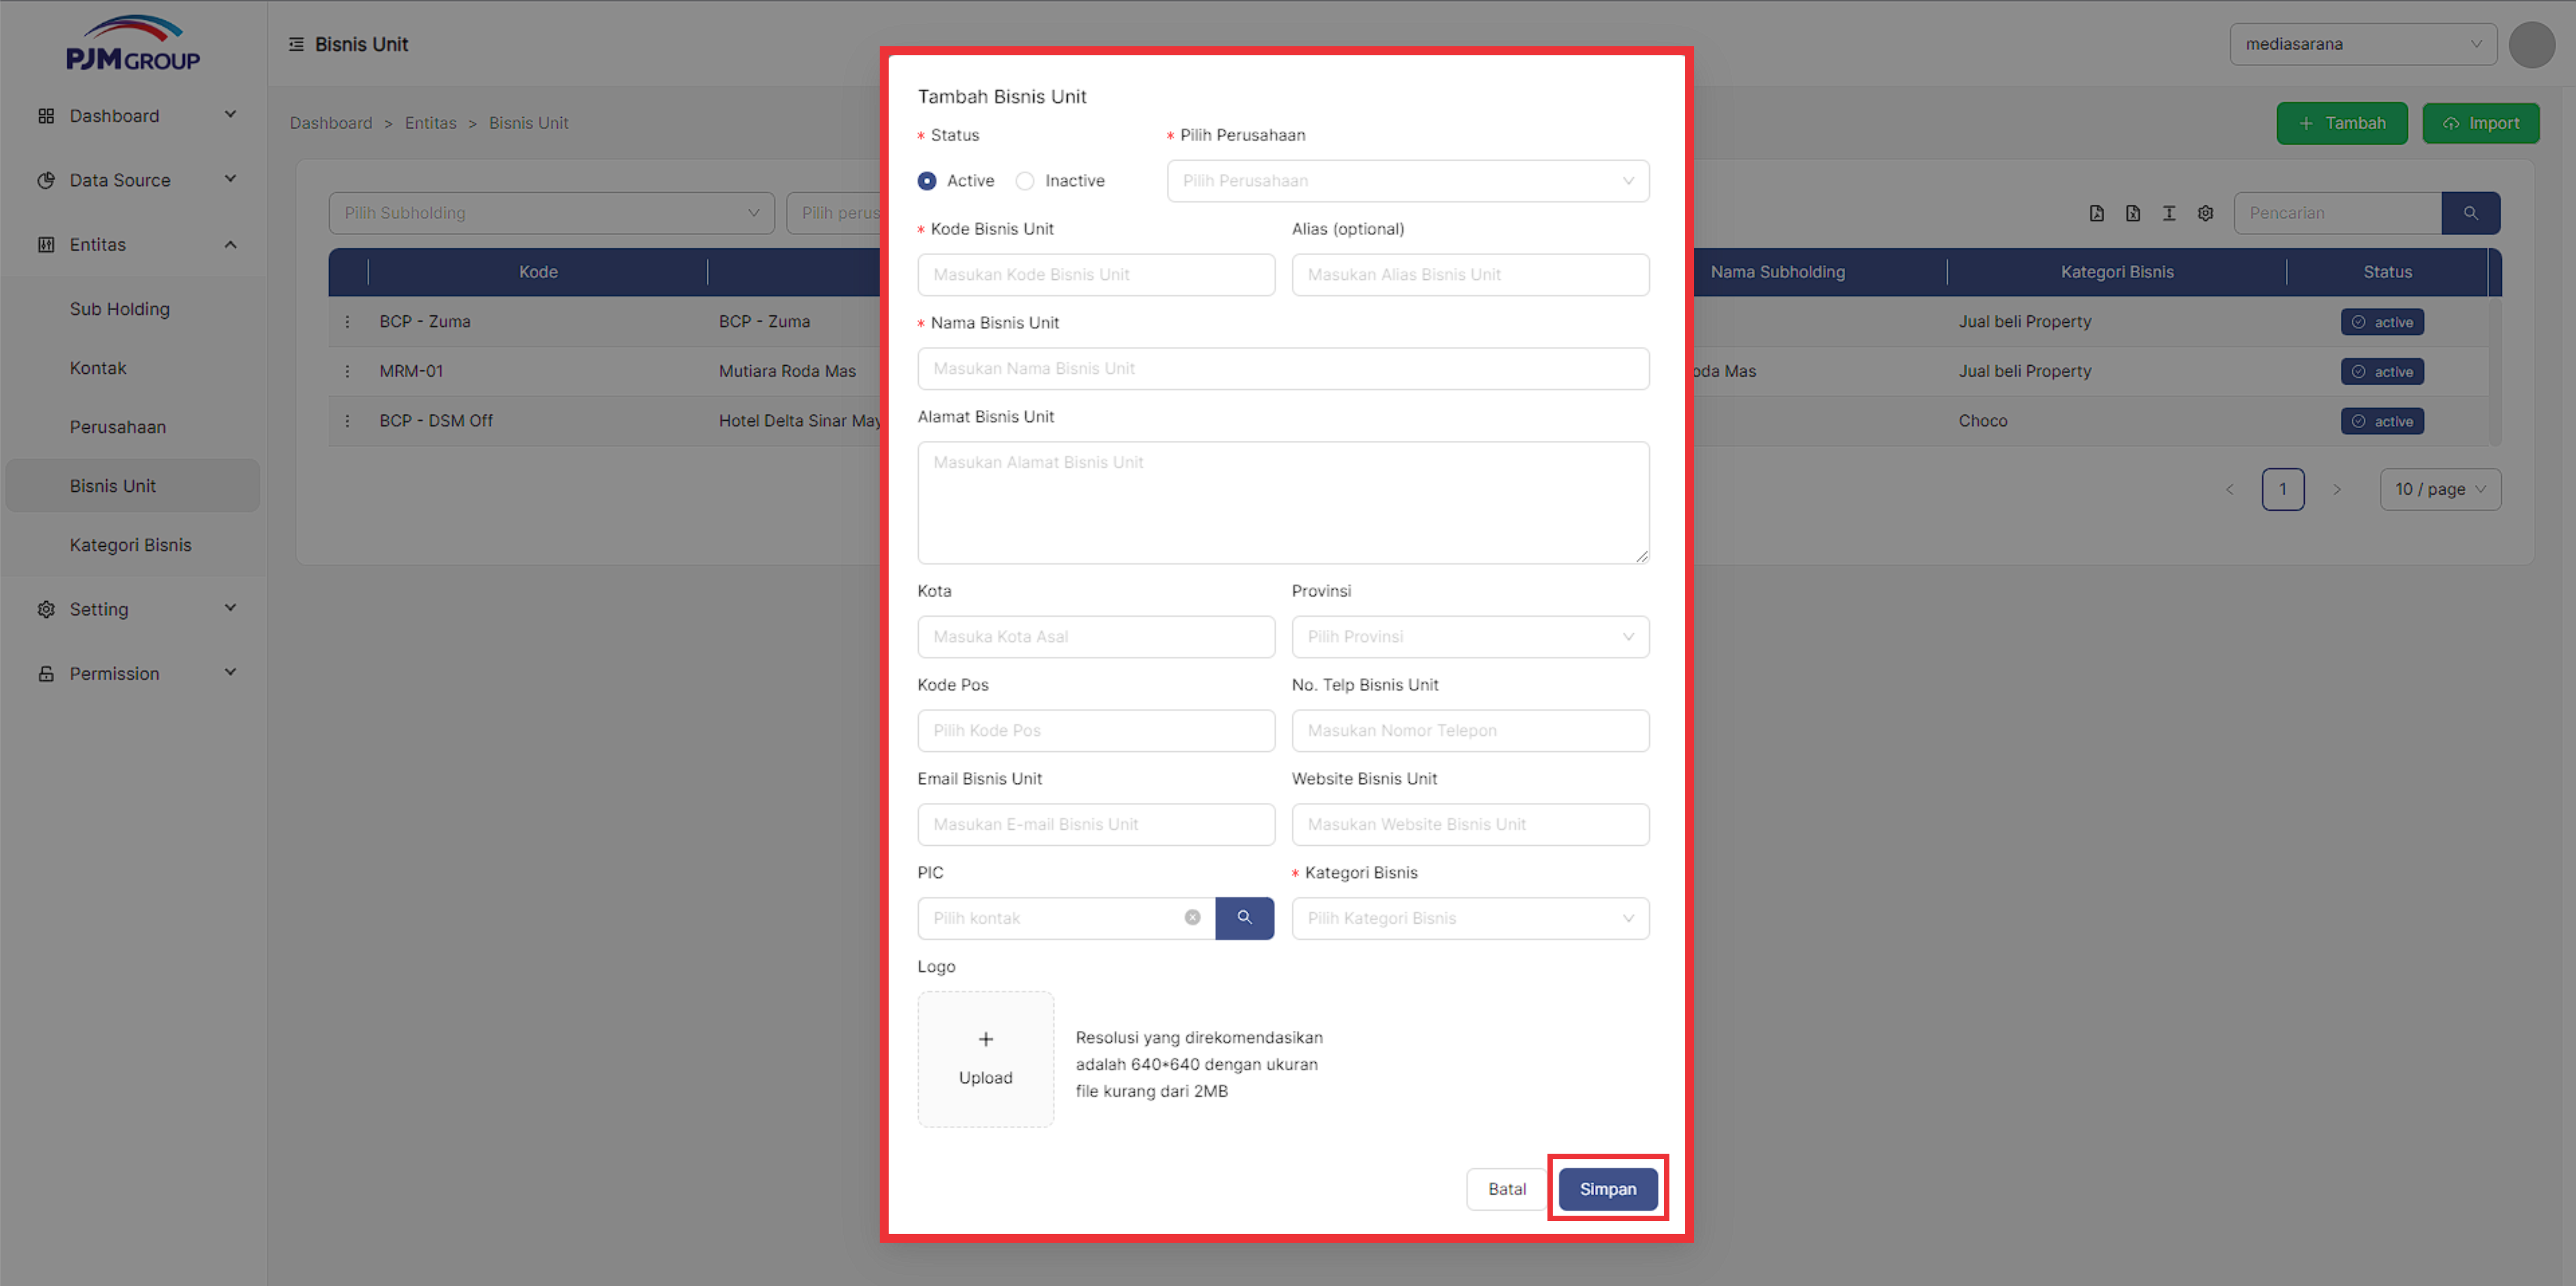 PJM GROUP
Bisnis Unit
mediasarana
Dashboard
Data Source
Entitas
Sub Holding
Kontak
Perusahaan
Bisnis Unit
Kategori Bisnis
Setting
Permission
Dashboard > Entitas > Bisnis Unit
+ Tambah
Import
Pilih Subholding
Pilih perus
Pencarian
Kode
Nama Subholding
Kategori Bisnis
Status
BCP - Zuma
BCP - Zuma
Jual beli Property
active
MRM-01
Mutiara Roda Mas
oda Mas
Jual beli Property
active
BCP - DSM Off
Hotel Delta Sinar May
Choco
active
< 1 >
10 / page
Tambah Bisnis Unit
* Status
* Pilih Perusahaan
Active
Inactive
Pilih Perusahaan
* Kode Bisnis Unit
Alias (optional)
Masukan Kode Bisnis Unit
Masukan Alias Bisnis Unit
* Nama Bisnis Unit
Masukan Nama Bisnis Unit
Alamat Bisnis Unit
Masukan Alamat Bisnis Unit
Kota
Provinsi
Masuka Kota Asal
Pilih Provinsi
Kode Pos
No. Telp Bisnis Unit
Pilih Kode Pos
Masukan Nomor Telepon
Email Bisnis Unit
Website Bisnis Unit
Masukan E-mail Bisnis Unit
Masukan Website Bisnis Unit
PIC
* Kategori Bisnis
Pilih kontak
Pilih Kategori Bisnis
Logo
+
Upload
Resolusi yang direkomendasikan
adalah 640*640 dengan ukuran
file kurang dari 2MB
Batal
Simpan